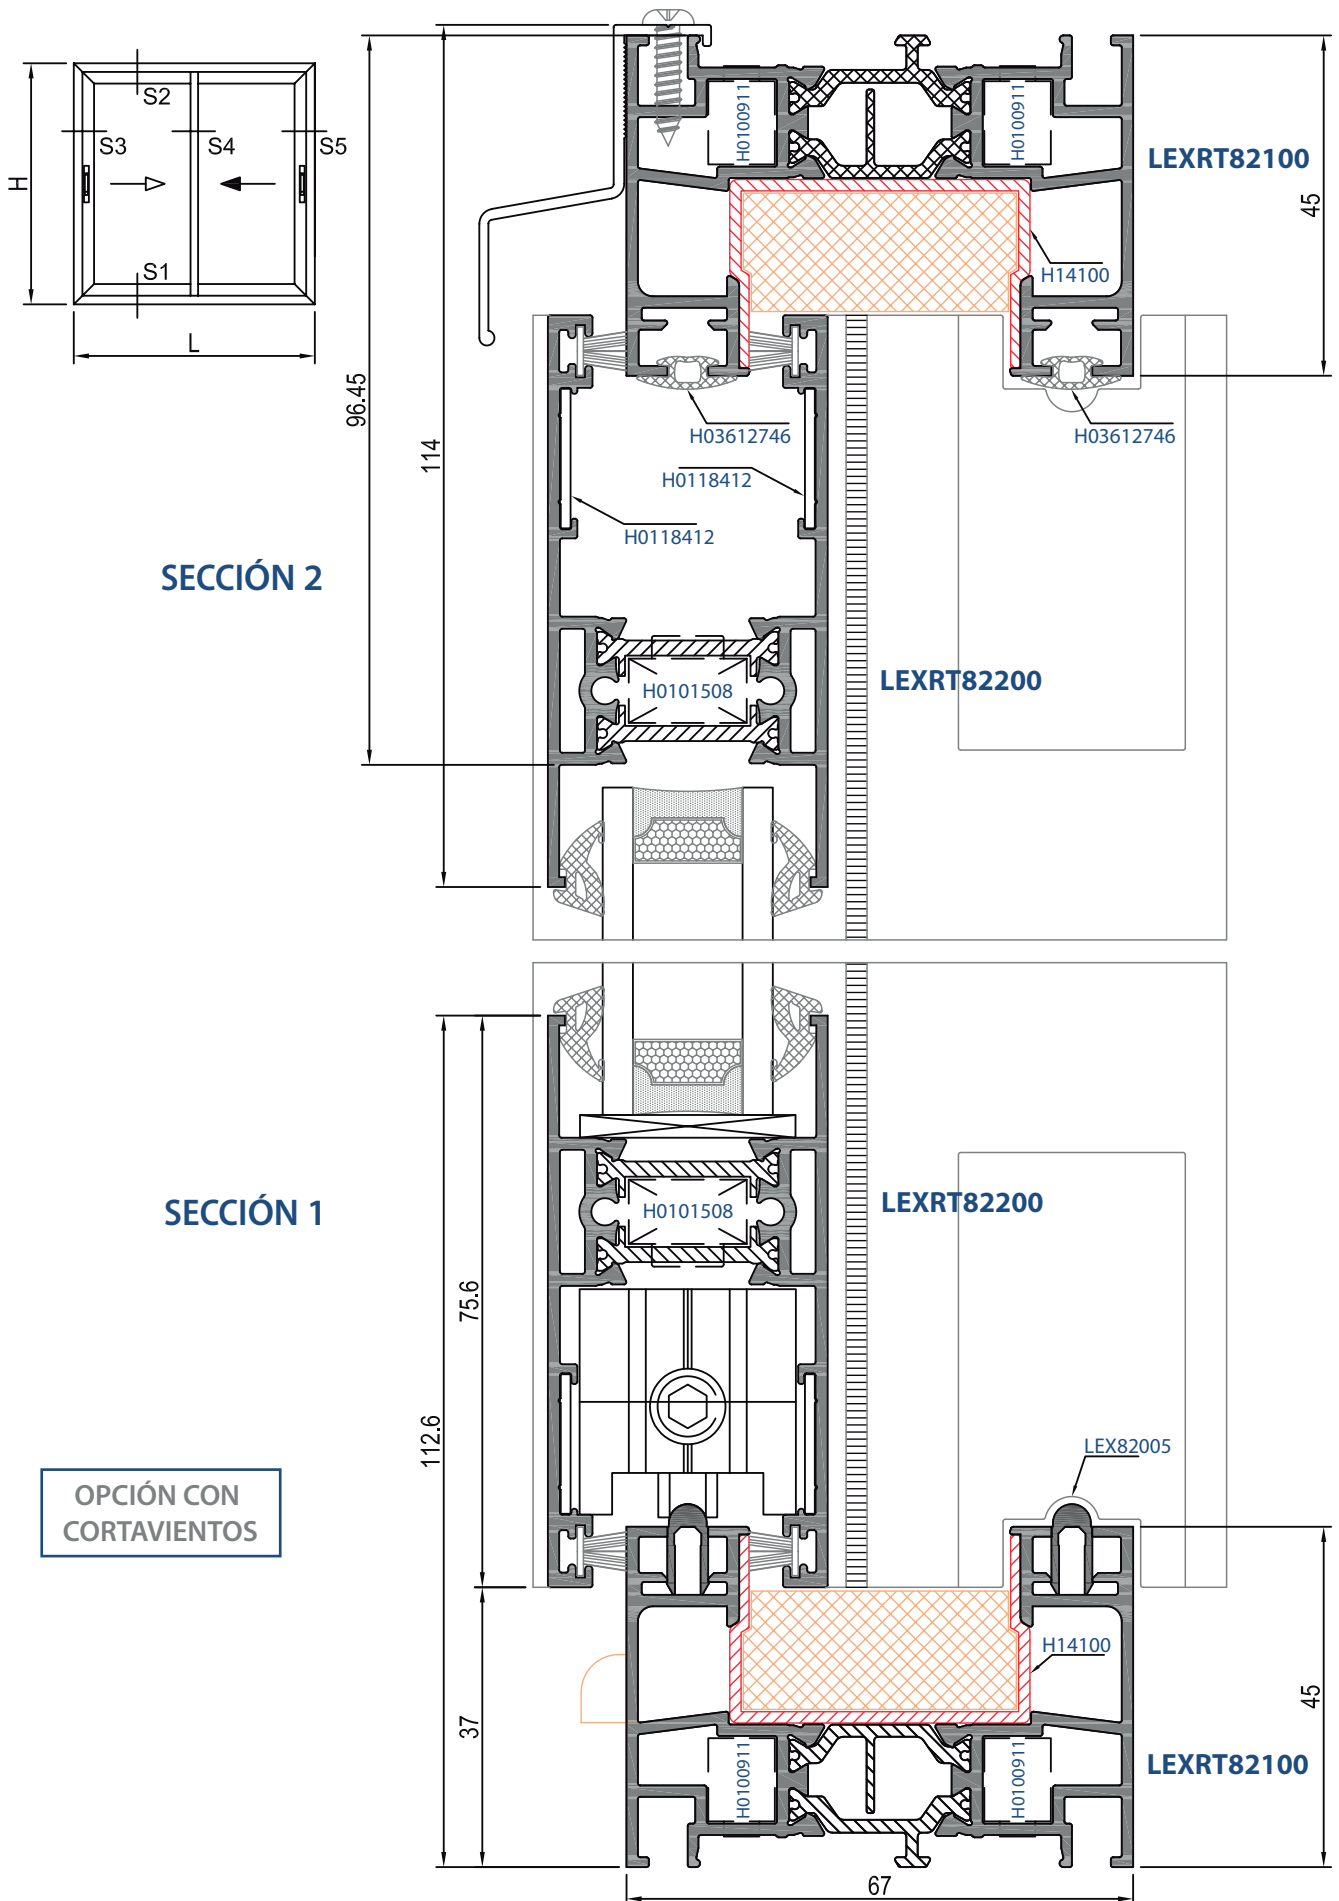 S2
S3
S4
S5
S1
H
L
H0100911
H0100911
LEXRT82100
45
H14100
96.45
114
H03612746
H03612746
H0118412
H0118412
SECCIÓN 2
LEXRT82200
H0101508
SECCIÓN 1
LEXRT82200
H0101508
75.6
112.6
LEX82005
OPCIÓN CON
CORTAVIENTOS
H14100
45
37
LEXRT82100
H0100911
H0100911
67